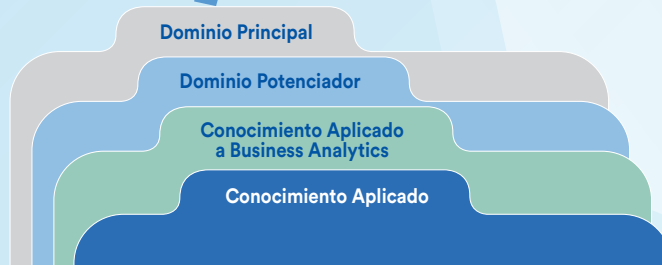 Dominio Principal
Dominio Potenciador
Conocimiento Aplicado
a Business Analytics
Conocimiento Aplicado